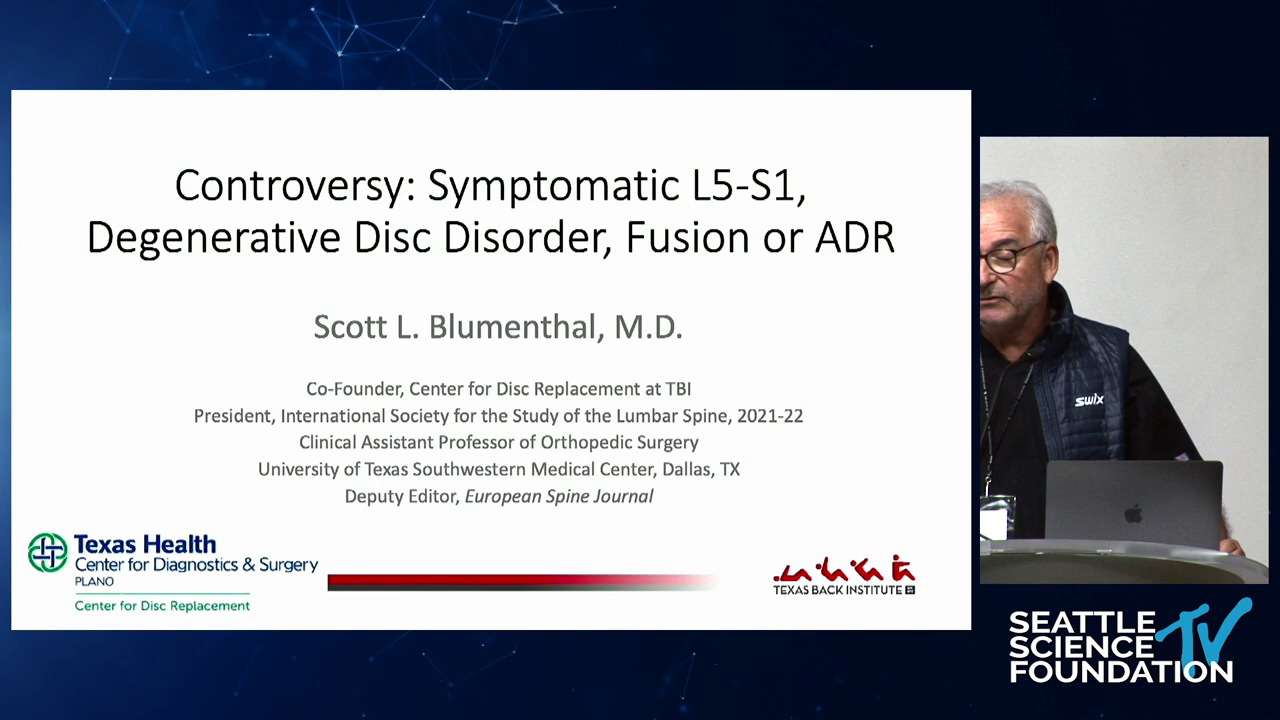 Controversy: Symptomatic L5-S1,
Degenerative Disc Disorder, Fusion or ADR
Scott L. Blumenthal, M.D.
Co-Founder, Center for Disc Replacement at TBI
President, International Society for the Study of the Lumbar Spine, 2021-22
Clinical Assistant Professor of Orthopedic Surgery
University of Texas Southwestern Medical Center, Dallas, TX
Deputy Editor, European Spine Journal
Texas Health
Center for Diagnostics & Surgery
PLANO
Center for Disc Replacement
TEXAS BACK INSTITUTE
swix
SEATTLE
SCIENCE
FOUNDATION
TV